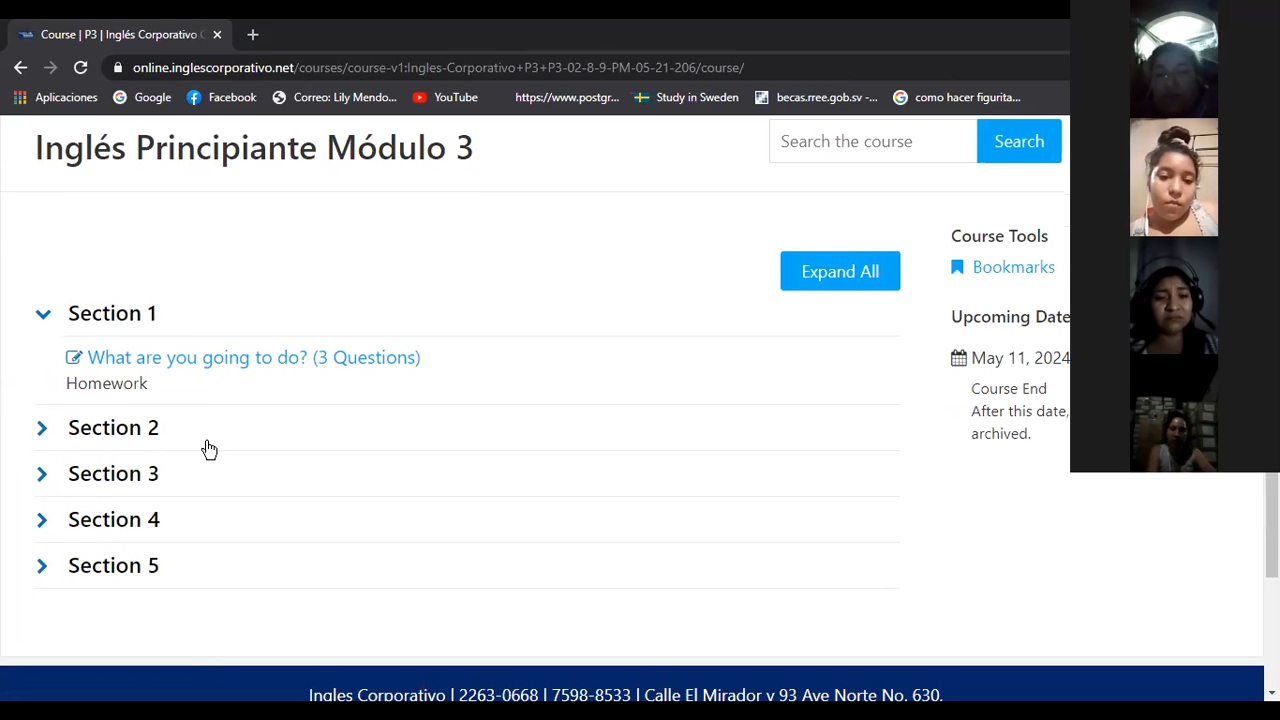 Course | P3 | Inglés Corporativo
online.inglescorporativo.net/courses/course-v1:Ingles-Corporativo+P3+P3-02-8-9-PM-05-21-206/course/
Aplicaciones Google Facebook Correo: Lily Mendo... YouTube https://www.postgr... Study in Sweden becas.rree.gob.sv -... como hacer figurita...
Inglés Principiante Módulo 3
Search the course Search
Course Tools
Bookmarks
Expand All
Section 1
What are you going to do? (3 Questions)
Homework
Section 2
Section 3
Section 4
Section 5
Upcoming Date
May 11, 2024
Course End
After this date,
archived.
Ingles Corporativo | 2263-0668 | 7598-8533 | Calle El Mirador y 93 Ave Norte No. 630.